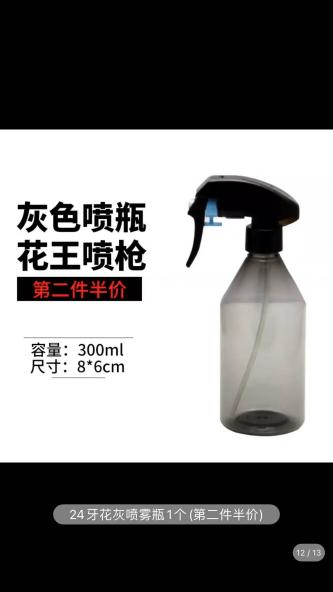 灰色喷瓶
花王喷枪
第二件半价
容量：300ml
尺寸：8*6cm
24牙花灰喷雾瓶1个(第二件半价)
12 / 13